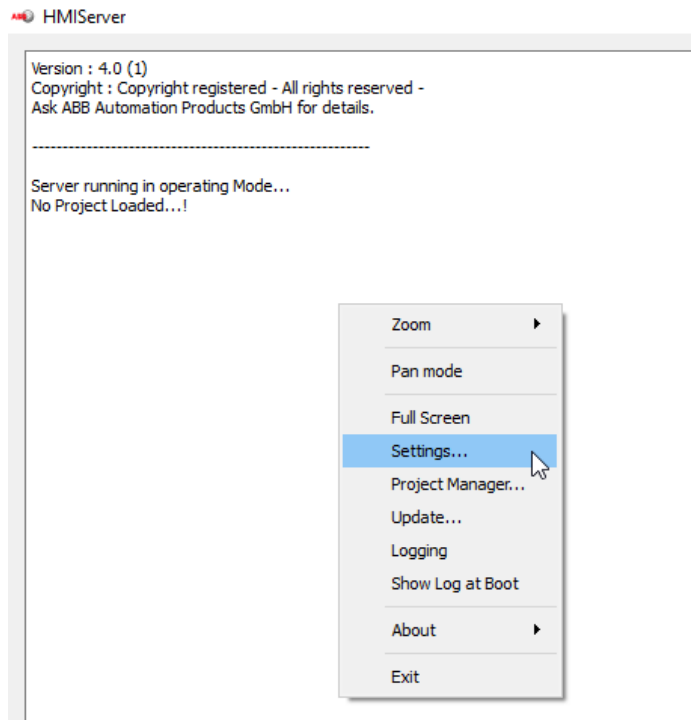 ABB HMIServer
Version : 4.0 (1)
Copyright : Copyright registered - All rights reserved -
Ask ABB Automation Products GmbH for details.
--------------------------------------------------------
Server running in operating Mode...
No Project Loaded...!
Zoom
Pan mode
Full Screen
Settings...
Project Manager...
Update...
Logging
Show Log at Boot
About
Exit